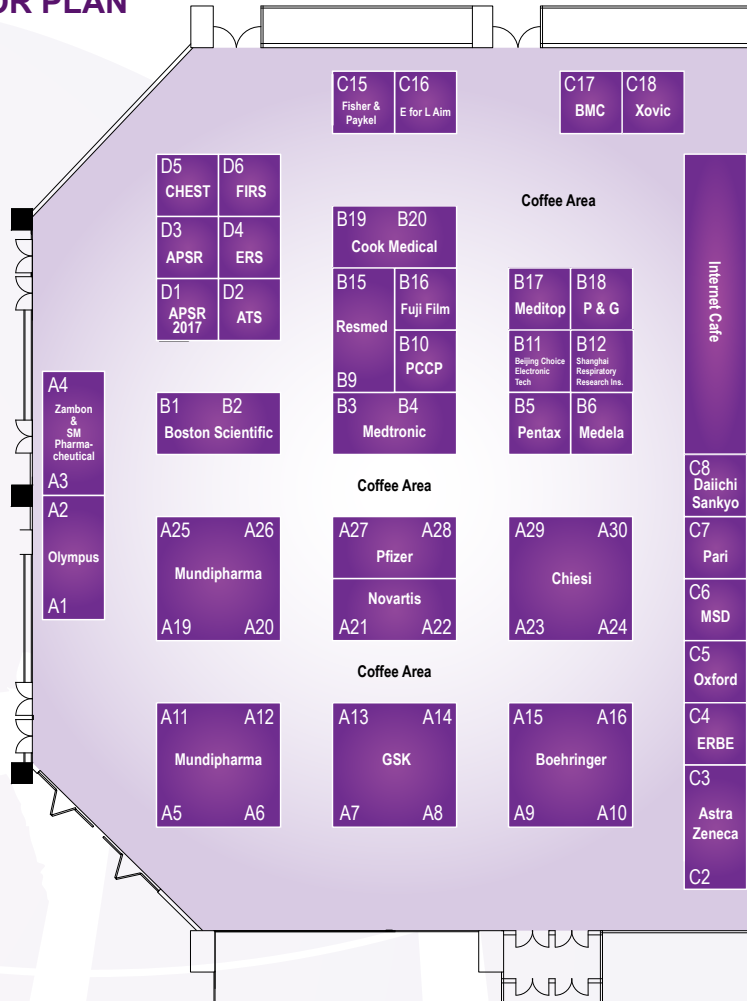 OR PLAN
C15 C16
Fisher &
Paykel
E for L Aim
C17 C18
BMC Xovic
D5 D6
CHEST FIRS
D3 D4
APSR ERS
D1 D2
APSR
2017
ATS
Coffee Area
B19 B20
Cook Medical
B15
Resmed
B9
B16
Fuji Film
B10
PCCP
B3 B4
Medtronic
B17 B18
Meditop P & G
B11
Beijing Choice
Electronic
Tech
B12
Shanghai
Respiratory
Research Ins.
B5 B6
Pentax Medela
Internet Cafe
A4
Zambon
&
SM
Pharma-
cheutical
A3
A2
Olympus
A1
B1 B2
Boston Scientific
Coffee Area
A25 A26
Mundipharma
A19 A20
A27 A28
Pfizer
Novartis
A21 A22
A29 A30
Chiesi
A23 A24
C8
Daiichi
Sankyo
C7
Pari
C6
MSD
C5
Oxford
C4
ERBE
C3
Astra
Zeneca
C2
Coffee Area
A11 A12
Mundipharma
A5 A6
A13 A14
GSK
A7 A8
A15 A16
Boehringer
A9 A10